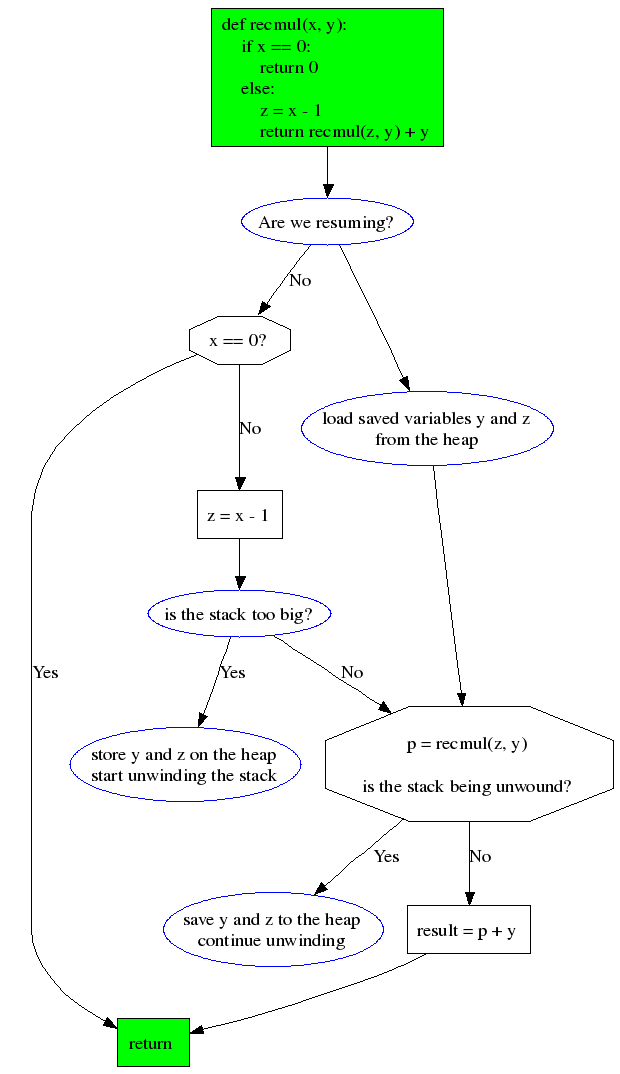 def recmul(x, y):
if x == 0:
return 0
else:
z = x - 1
return recmul(z, y) + y
Are we resuming?
No
x == 0?
load saved variables y and z
from the heap
No
z = x - 1
is the stack too big?
Yes
Yes
No
p = recmul(z, y)
is the stack being unwound?
store y and z on the heap
start unwinding the stack
Yes
No
save y and z to the heap
continue unwinding
result = p + y
return